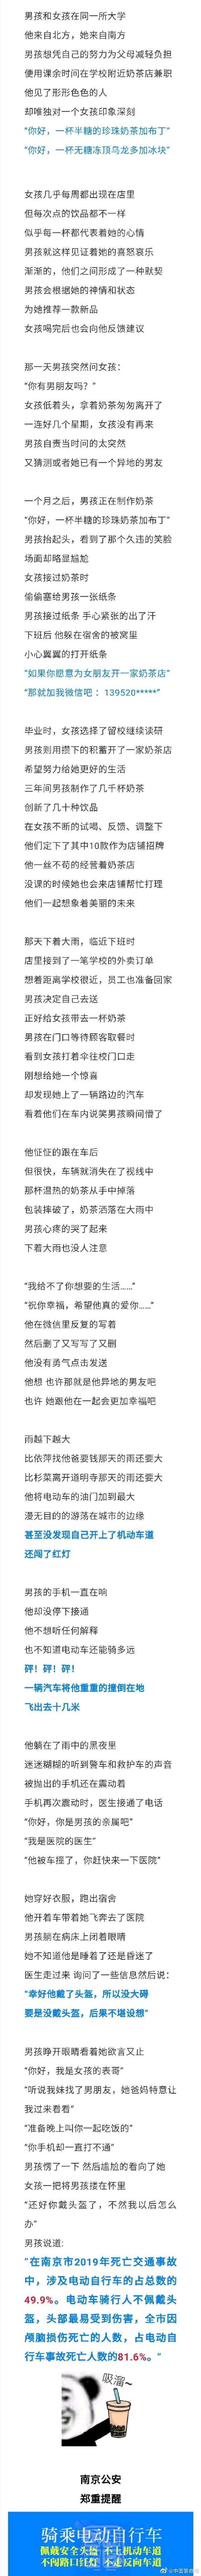 男孩和女孩在同一所大学
他来自北方，她来自南方
男孩想凭自己的努力为父母减轻负担
便用课余时间在学校附近奶茶店兼职
他见了形形色色的人
却唯独对一个女孩印象深刻
“你好，一杯半糖的珍珠奶茶加布丁”
“你好，一杯无糖冻顶乌龙多加冰块”
女孩几乎每周都出现在店里
但每次点的饮品都不一样
似乎每一杯都代表着她的心情
男孩就这样见证着她的喜怒哀乐
渐渐的，他们之间形成了一种默契
男孩会根据她的神情和状态
为她推荐一款新品
女孩喝完后也会向他反馈建议
那一天男孩突然问女孩：
“你有男朋友吗？”
女孩低着头，拿着奶茶匆匆离开了
一连好几个星期，女孩没有再来
男孩自责当时问的太突然
又猜测或者她已有一个异地的男友
一个月之后，男孩正在制作奶茶
“你好，一杯半糖的珍珠奶茶加布丁”
男孩抬起头，看到了那个久违的笑脸
场面却略显尴尬
女孩接过奶茶时
偷偷塞给男孩一张纸条
男孩接过纸条 手心紧张的出了汗
下班后 他躲在宿舍的被窝里
小心翼翼的打开纸条
“如果你愿意为女朋友开一家奶茶店”
“那就加我微信吧 ：139520*****”
毕业时，女孩选择了留校继续读研
男孩则用攒下的积蓄开了一家奶茶店
希望努力给她更好的生活
三年间男孩制作了几千杯奶茶
创新了几十种饮品
在女孩不断的试喝、反馈、调整下
他们定下了其中10款作为店铺招牌
他一丝不苟的经营着奶茶店
没课的时候她也会来店铺帮忙打理
他们一起想象着美丽的未来
那天下着大雨，临近下班时
店里接到了一笔学校的外卖订单
想着距离学校很近，员工也准备回家
男孩决定自己去送
正好给女孩带去一杯奶茶
男孩在门口等待顾客取餐时
看到女孩打着伞往校门口走
刚想给她一个惊喜
却发现她上了一辆路边的汽车
看着他们在车内说笑男孩瞬间懵了
他怔怔的跟在车后
但很快，车辆就消失在了视线中
那杯温热的奶茶从手中掉落
包装摔破了，奶茶洒落在大雨中
男孩心疼的哭了起来
下着大雨也没人注意
“我给不了你想要的生活……”
“祝你幸福，希望他真的爱你……”
他在微信里反复的写着
然后删了又写写了又删
他没有勇气点击发送
他想 也许那就是他异地的男友吧
也许 她跟他在一起会更加幸福吧
雨越下越大
比依萍找他爸要钱那天的雨还要大
比杉菜离开道明寺那天的雨还要大
他将电动车的油门加到最大
漫无目的的游荡在城市的边缘
甚至没发现自己开上了机动车道
还闯了红灯
男孩的手机一直在响
他却没停下接通
他不想听任何解释
也不知道电动车还能骑多远
砰！砰！砰！
一辆汽车将他重重的撞倒在地
飞出去十几米
他躺在了雨中的黑夜里
迷迷糊糊的听到警车和救护车的声音
被抛出的手机还在震动着
手机再次震动时，医生接通了电话
“你好，你是男孩的亲属吧”
“我是医院的医生”
“他被车撞了，你赶快来一下医院”
她穿好衣服，跑出宿舍
他开着车带着她飞奔去了医院
男孩躺在病床上闭着眼睛
她不知道他是睡着了还是昏迷了
医生走过来 询问了一些信息然后说：
“幸好他戴了头盔，所以没大碍
要是没戴头盔，后果不堪设想”
男孩睁开眼睛看着她欲言又止
“你好，我是女孩的表哥”
“听说我妹找了男朋友，她爸妈特意让
我过来看看”
“准备晚上叫你一起吃饭的”
“你手机却一直打不通”
男孩愣了一下 然后尴尬的看向了她
女孩一把将男孩搂在怀里
“还好你戴头盔了，不然我以后怎么
办”
男孩说道:
“在南京市2019年死亡交通事故
中，涉及电动自行车的占总数的
49.9%。电动车骑行人不佩戴头
盔，头部最易受到伤害，全市因
颅脑损伤死亡的人数，占电动自
行车事故死亡人数的81.6%。”
吸溜~
南京公安
郑重提醒
骑乘电动自行车
佩戴安全头盔 不上机动车道
不闯路口红灯 不走反向车道